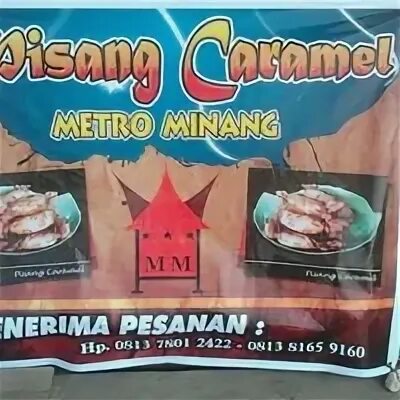 Pisang Caramel
METRO MINANG
MM
Pisang Caramel
Pisang Caramel
ENERIMA PESANAN :
Hp. 0813 7801 2422 - 0813 8165 9160